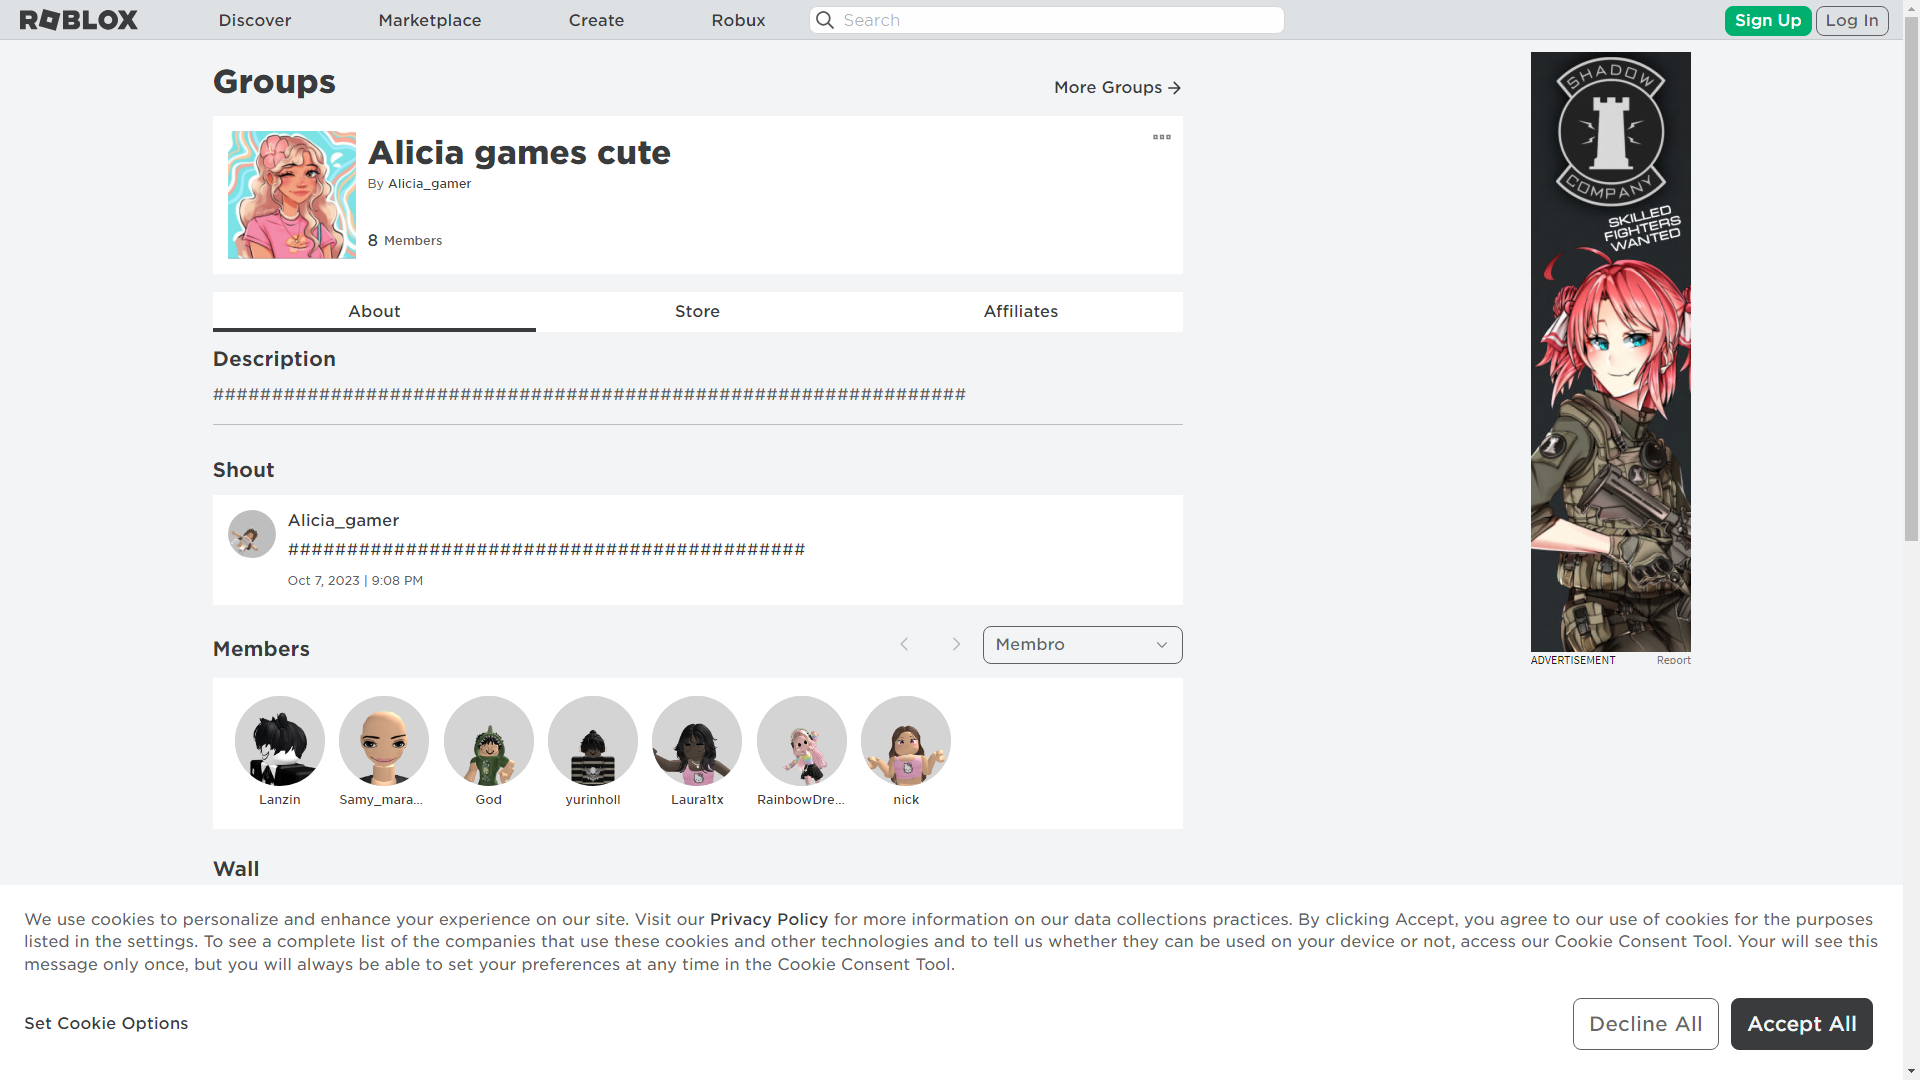 ROBLOX
Discover
Marketplace
Create
Robux
Search
Sign Up
Log In
Groups
More Groups
Alicia games cute
By Alicia_gamer
8 Members
About
Store
Affiliates
Description
################################################################
Shout
Alicia_gamer
############################################
Oct 7, 2023 | 9:08 PM
Members
Membro
Lanzin
Samy_mara...
God
yurinholl
Laura1tx
RainbowDre...
nick
Wall
SHADOW
COMPANY
SKILLED
FIGHTERS
WANTED
ADVERTISEMENT
Report
We use cookies to personalize and enhance your experience on our site. Visit our Privacy Policy for more information on our data collections practices. By clicking Accept, you agree to our use of cookies for the purposes
listed in the settings. To see a complete list of the companies that use these cookies and other technologies and to tell us whether they can be used on your device or not, access our Cookie Consent Tool. Your will see this
message only once, but you will always be able to set your preferences at any time in the Cookie Consent Tool.
Set Cookie Options
Decline All
Accept All